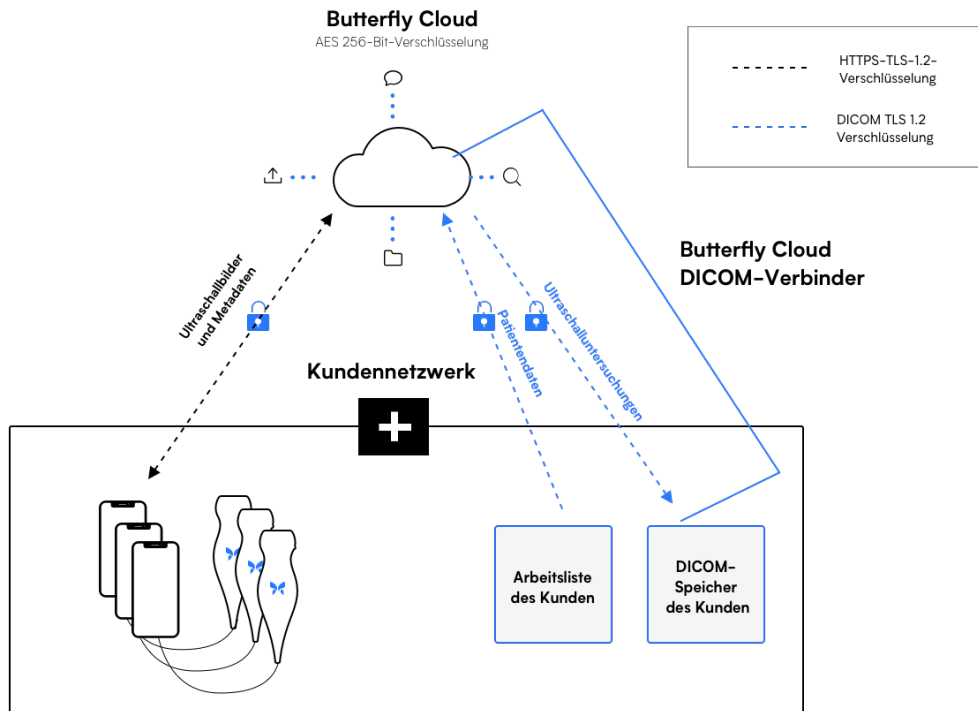 Butterfly Cloud
AES 256-Bit-Verschlüsselung
HTTPS-TLS-1.2-
Verschlüsselung
DICOM TLS 1.2
Verschlüsselung
Butterfly Cloud
DICOM-Verbinder
Ultraschallbilder
und Metadaten
Patientendaten
Ultraschalluntersuchungen
Kundennetzwerk
Arbeitsliste
des Kunden
DICOM-
Speicher
des Kunden